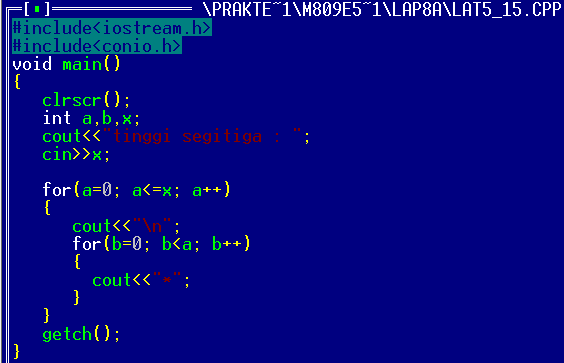 \PRAKTE~1\M809E5~1\LAP8A\LAT5_15.CPP
#include<iostream.h>
#include<conio.h>
void main()
{
   clrscr();
   int a,b,x;
   cout<<"tinggi segitiga : ";
   cin>>x;

   for(a=0; a<=x; a++)
   {
      cout<<"\n";
      for(b=0; b<a; b++)
      {
        cout<<"*";
      }
   }
   getch();
}